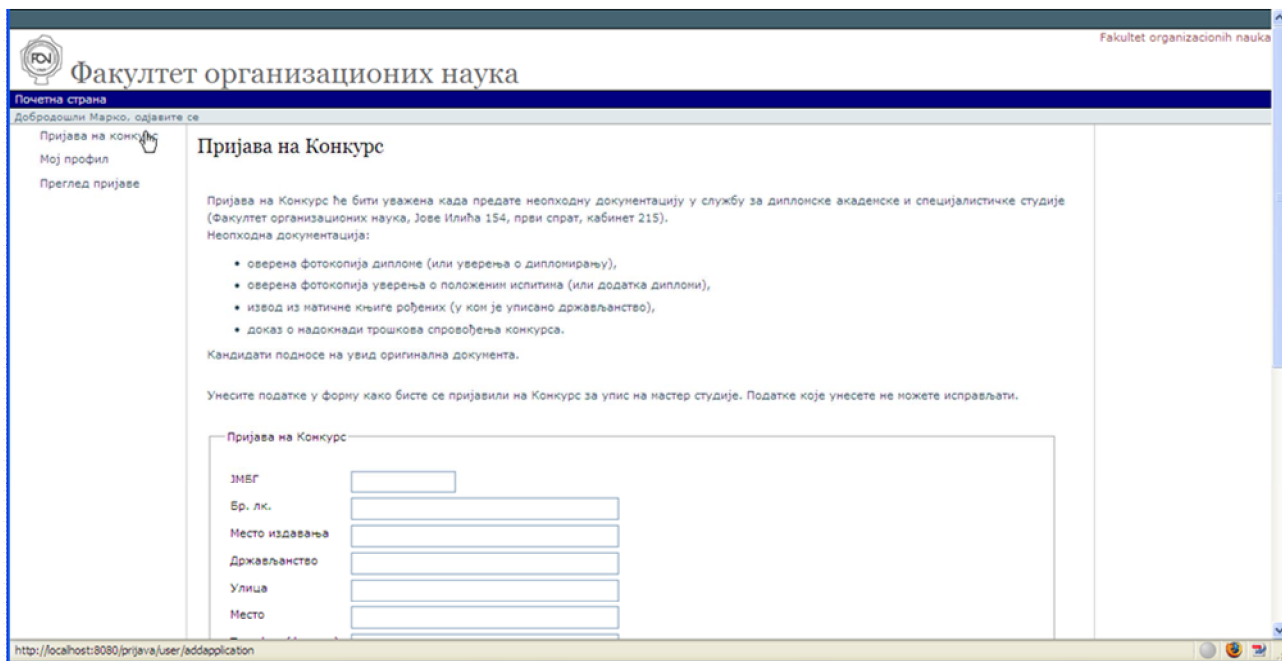 Fakultet organizacionih nauka
FON
Факултет организационих наука
Почетна страна
Добродошли Марко, одјавите се
Пријава на конкурс
Мој профил
Преглед пријаве
Пријава на Конкурс
Пријава на Конкурс ће бити уважена када предате неопходну документацију у службу за дипломске академске и специјалистичке студије
(Факултет организационих наука, Јове Илића 154, први спрат, кабинет 215).
Неопходна документација:
• оверена фотокопија дипломе (или уверења о дипломирању),
• оверена фотокопија уверења о положеним испитима (или додатка дипломи),
• извод из матичне књиге рођених (у ком је уписано држављанство),
• доказ о надокнади трошкова спровођења конкурса.
Кандидати подносе на увид оригинална документа.
Унесите податке у форму како бисте се пријавили на Конкурс за упис на мастер студије. Податке које унесете не можете исправљати.
Пријава на Конкурс
ЈМБГ
Бр. лк.
Место издавања
Држављанство
Улица
Место
http://localhost:8080/prijava/user/addapplication